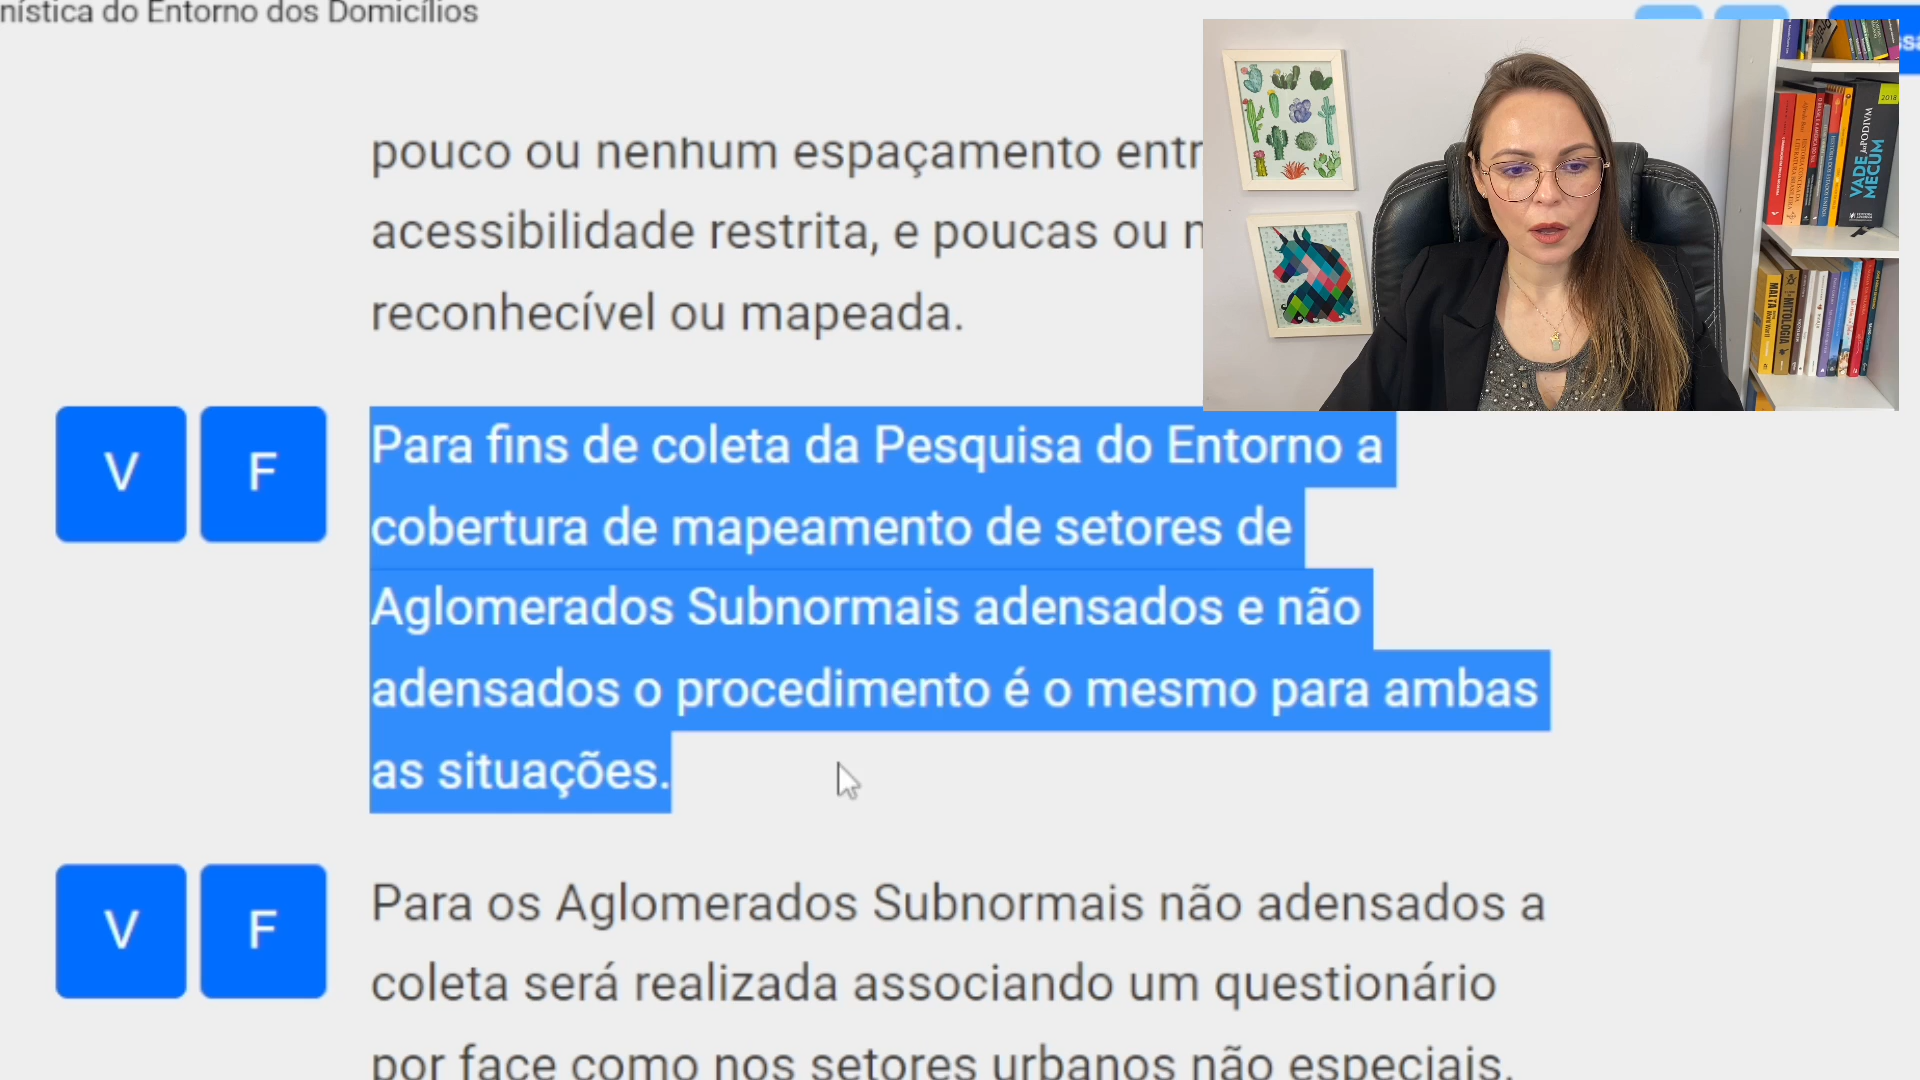 nística do Entorno dos Domicílios
pouco ou nenhum espaçamento entr
acessibilidade restrita, e poucas ou n
reconhecível ou mapeada.
V F
Para fins de coleta da Pesquisa do Entorno a
cobertura de mapeamento de setores de
Aglomerados Subnormais adensados e não
adensados o procedimento é o mesmo para ambas
as situações.
V F
Para os Aglomerados Subnormais não adensados a
coleta será realizada associando um questionário
por face como nos setores urbanos não especiais.
2018
VADE
MECUM
MITOLOGIA